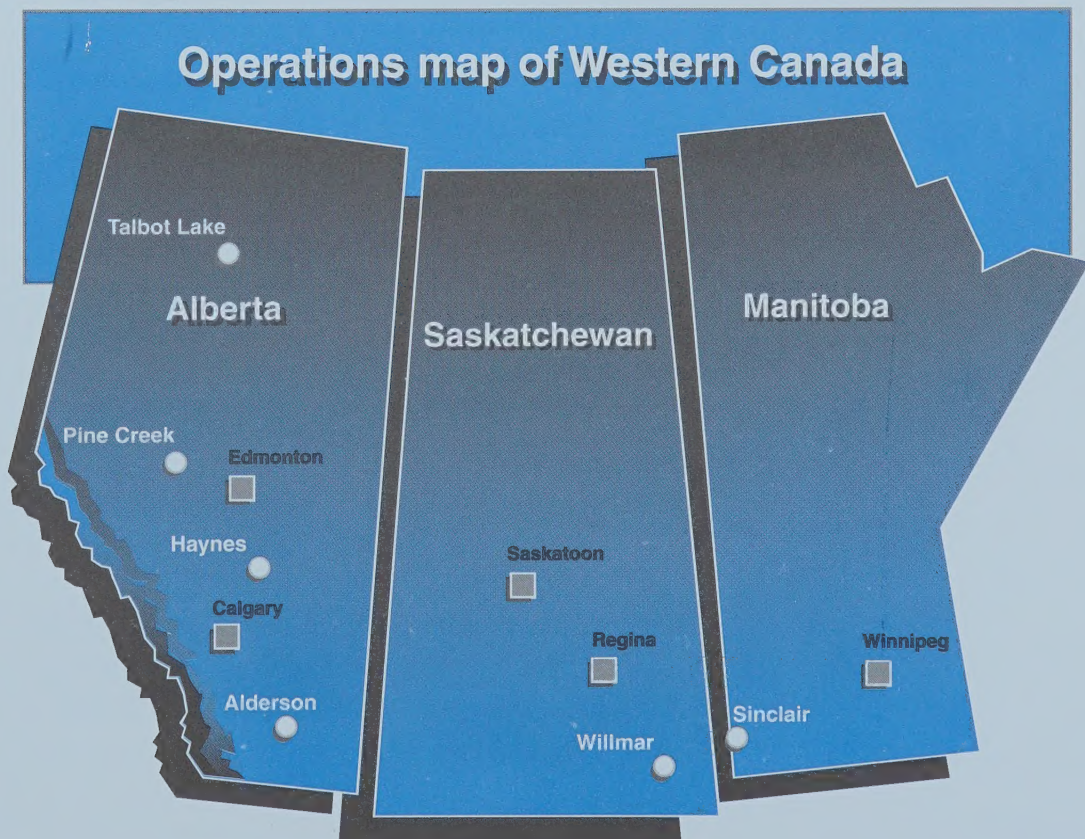 Operations map of Western Canada
Talbot Lake
Alberta
Saskatchewan
Manitoba
Pine Creek
Edmonton
Haynes
Saskatoon
Calgary
Regina
Winnipeg
Alderson
Sinclair
Willmar